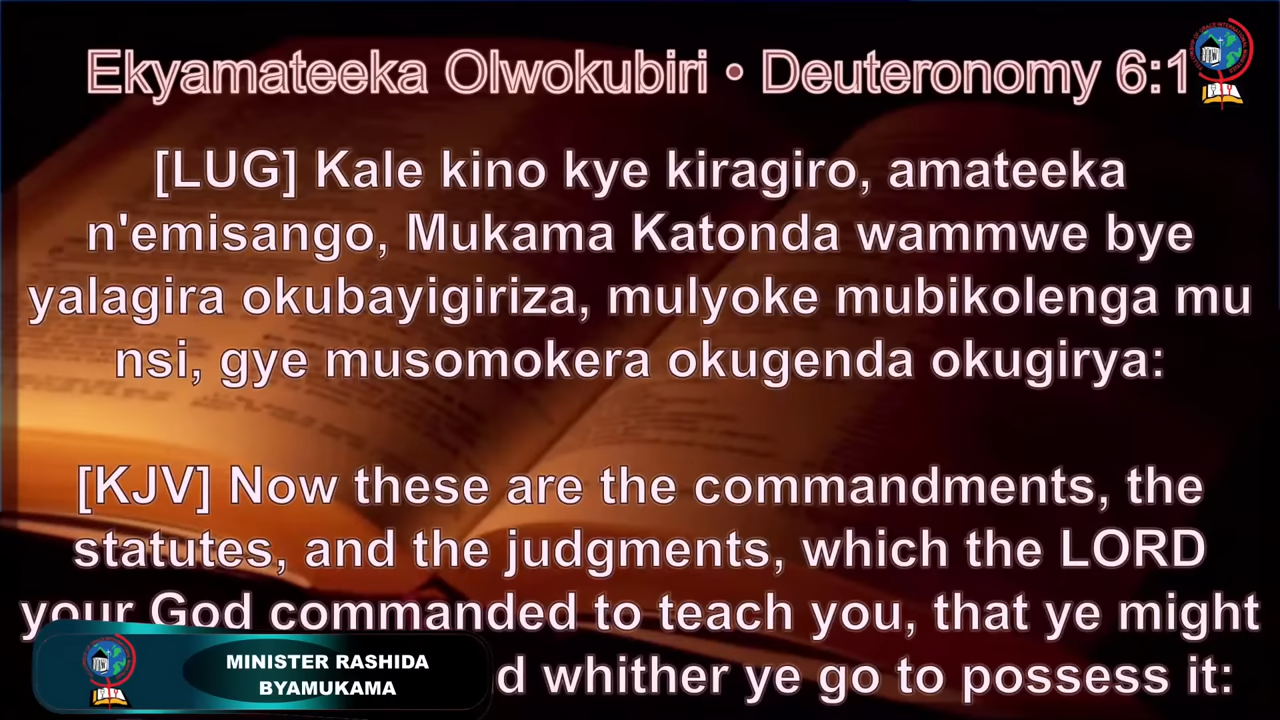 Ekyamateeka Olwokubiri • Deuteronomy 6:1
[LUG] Kale kino kye kiragiro, amateeka
n'emisango, Mukama Katonda wammwe bye
yalagira okubayigiriza, mulyoke mubikolenga mu
nsi, gye musomokera okugenda okugirya:
[KJV] Now these are the commandments, the
statutes, and the judgments, which the LORD
your God commanded to teach you, that ye might
whither ye go to possess it:
MINISTER RASHIDA
BYAMUKAMA